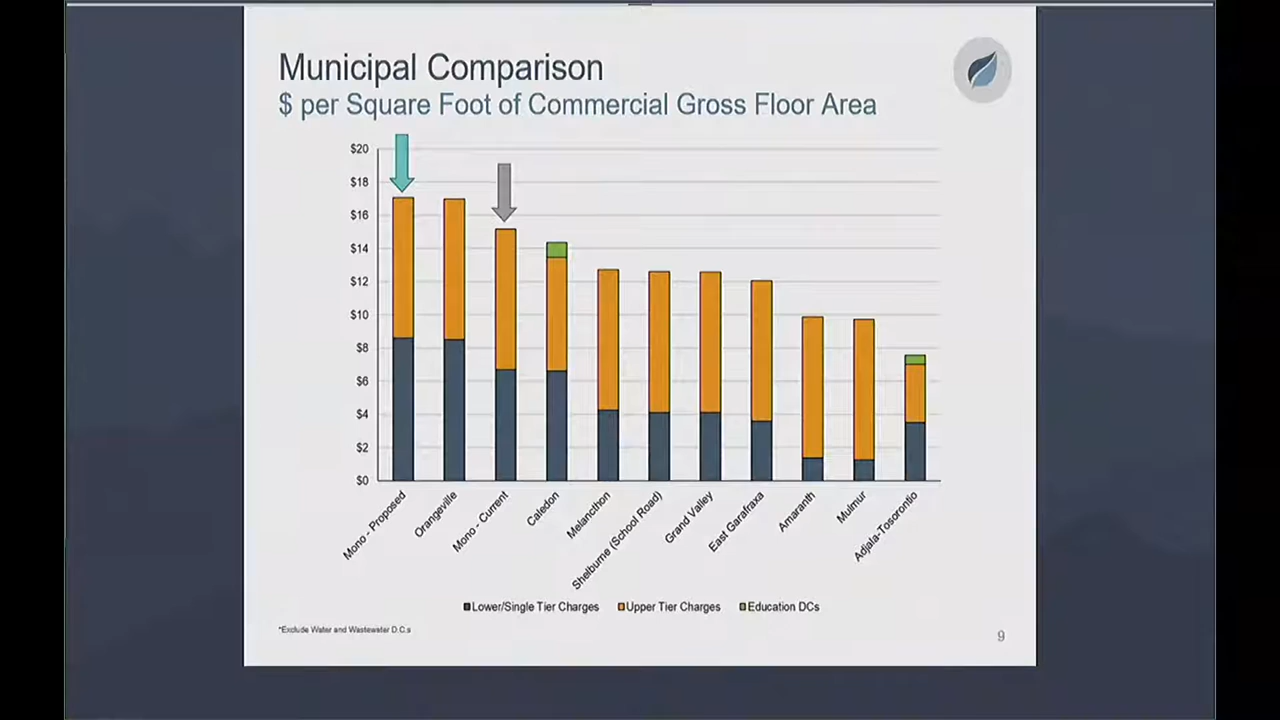 Municipal Comparison
$ per Square Foot of Commercial Gross Floor Area
$20
$18
$16
$14
$12
$10
$8
$6
$4
$2
$0
Mono - Proposed
Orangeville
Mono - Current
Caledon
Melancthon
Shelburne (School Road)
Grand Valley
East Garafraxa
Amaranth
Mulmur
Adjala-Tosorontio
Lower/Single Tier Charges
Upper Tier Charges
Education DCs
*Exclude Water and Wastewater D.C.s
9